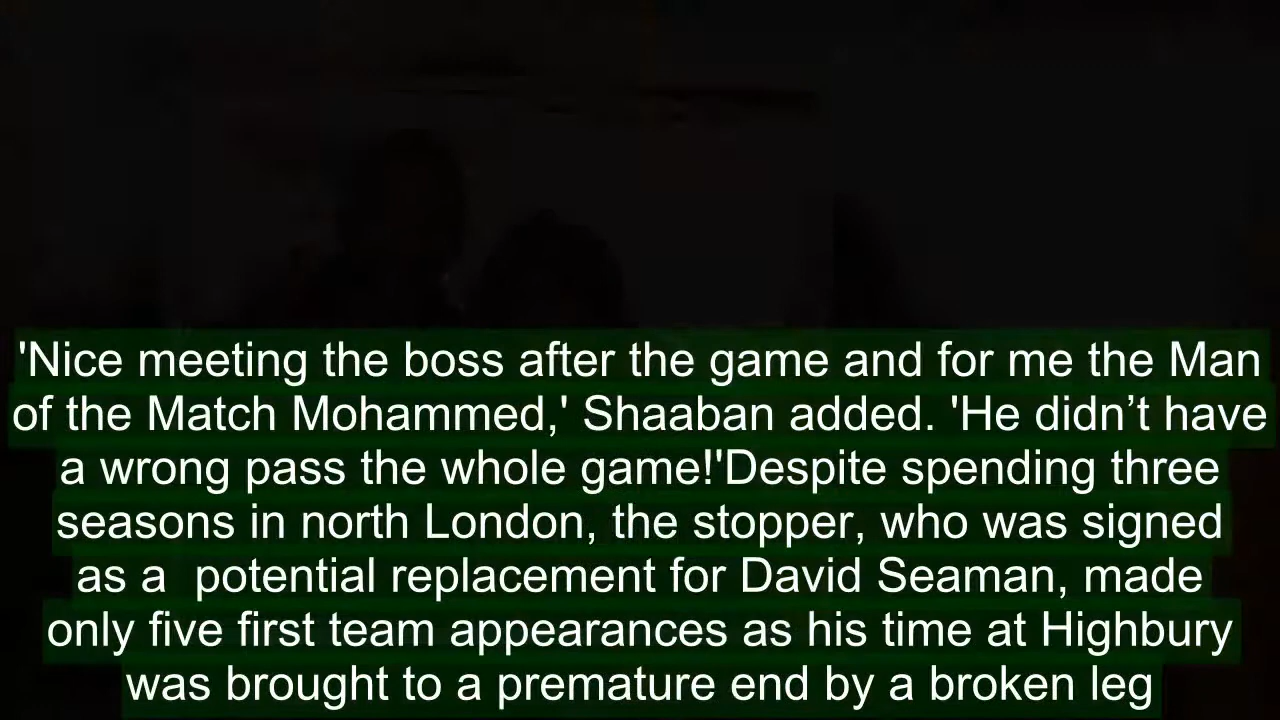 'Nice meeting the boss after the game and for me the Man
of the Match Mohammed,' Shaaban added. 'He didn’t have
a wrong pass the whole game!'Despite spending three
seasons in north London, the stopper, who was signed
as a  potential replacement for David Seaman, made
only five first team appearances as his time at Highbury
was brought to a premature end by a broken leg